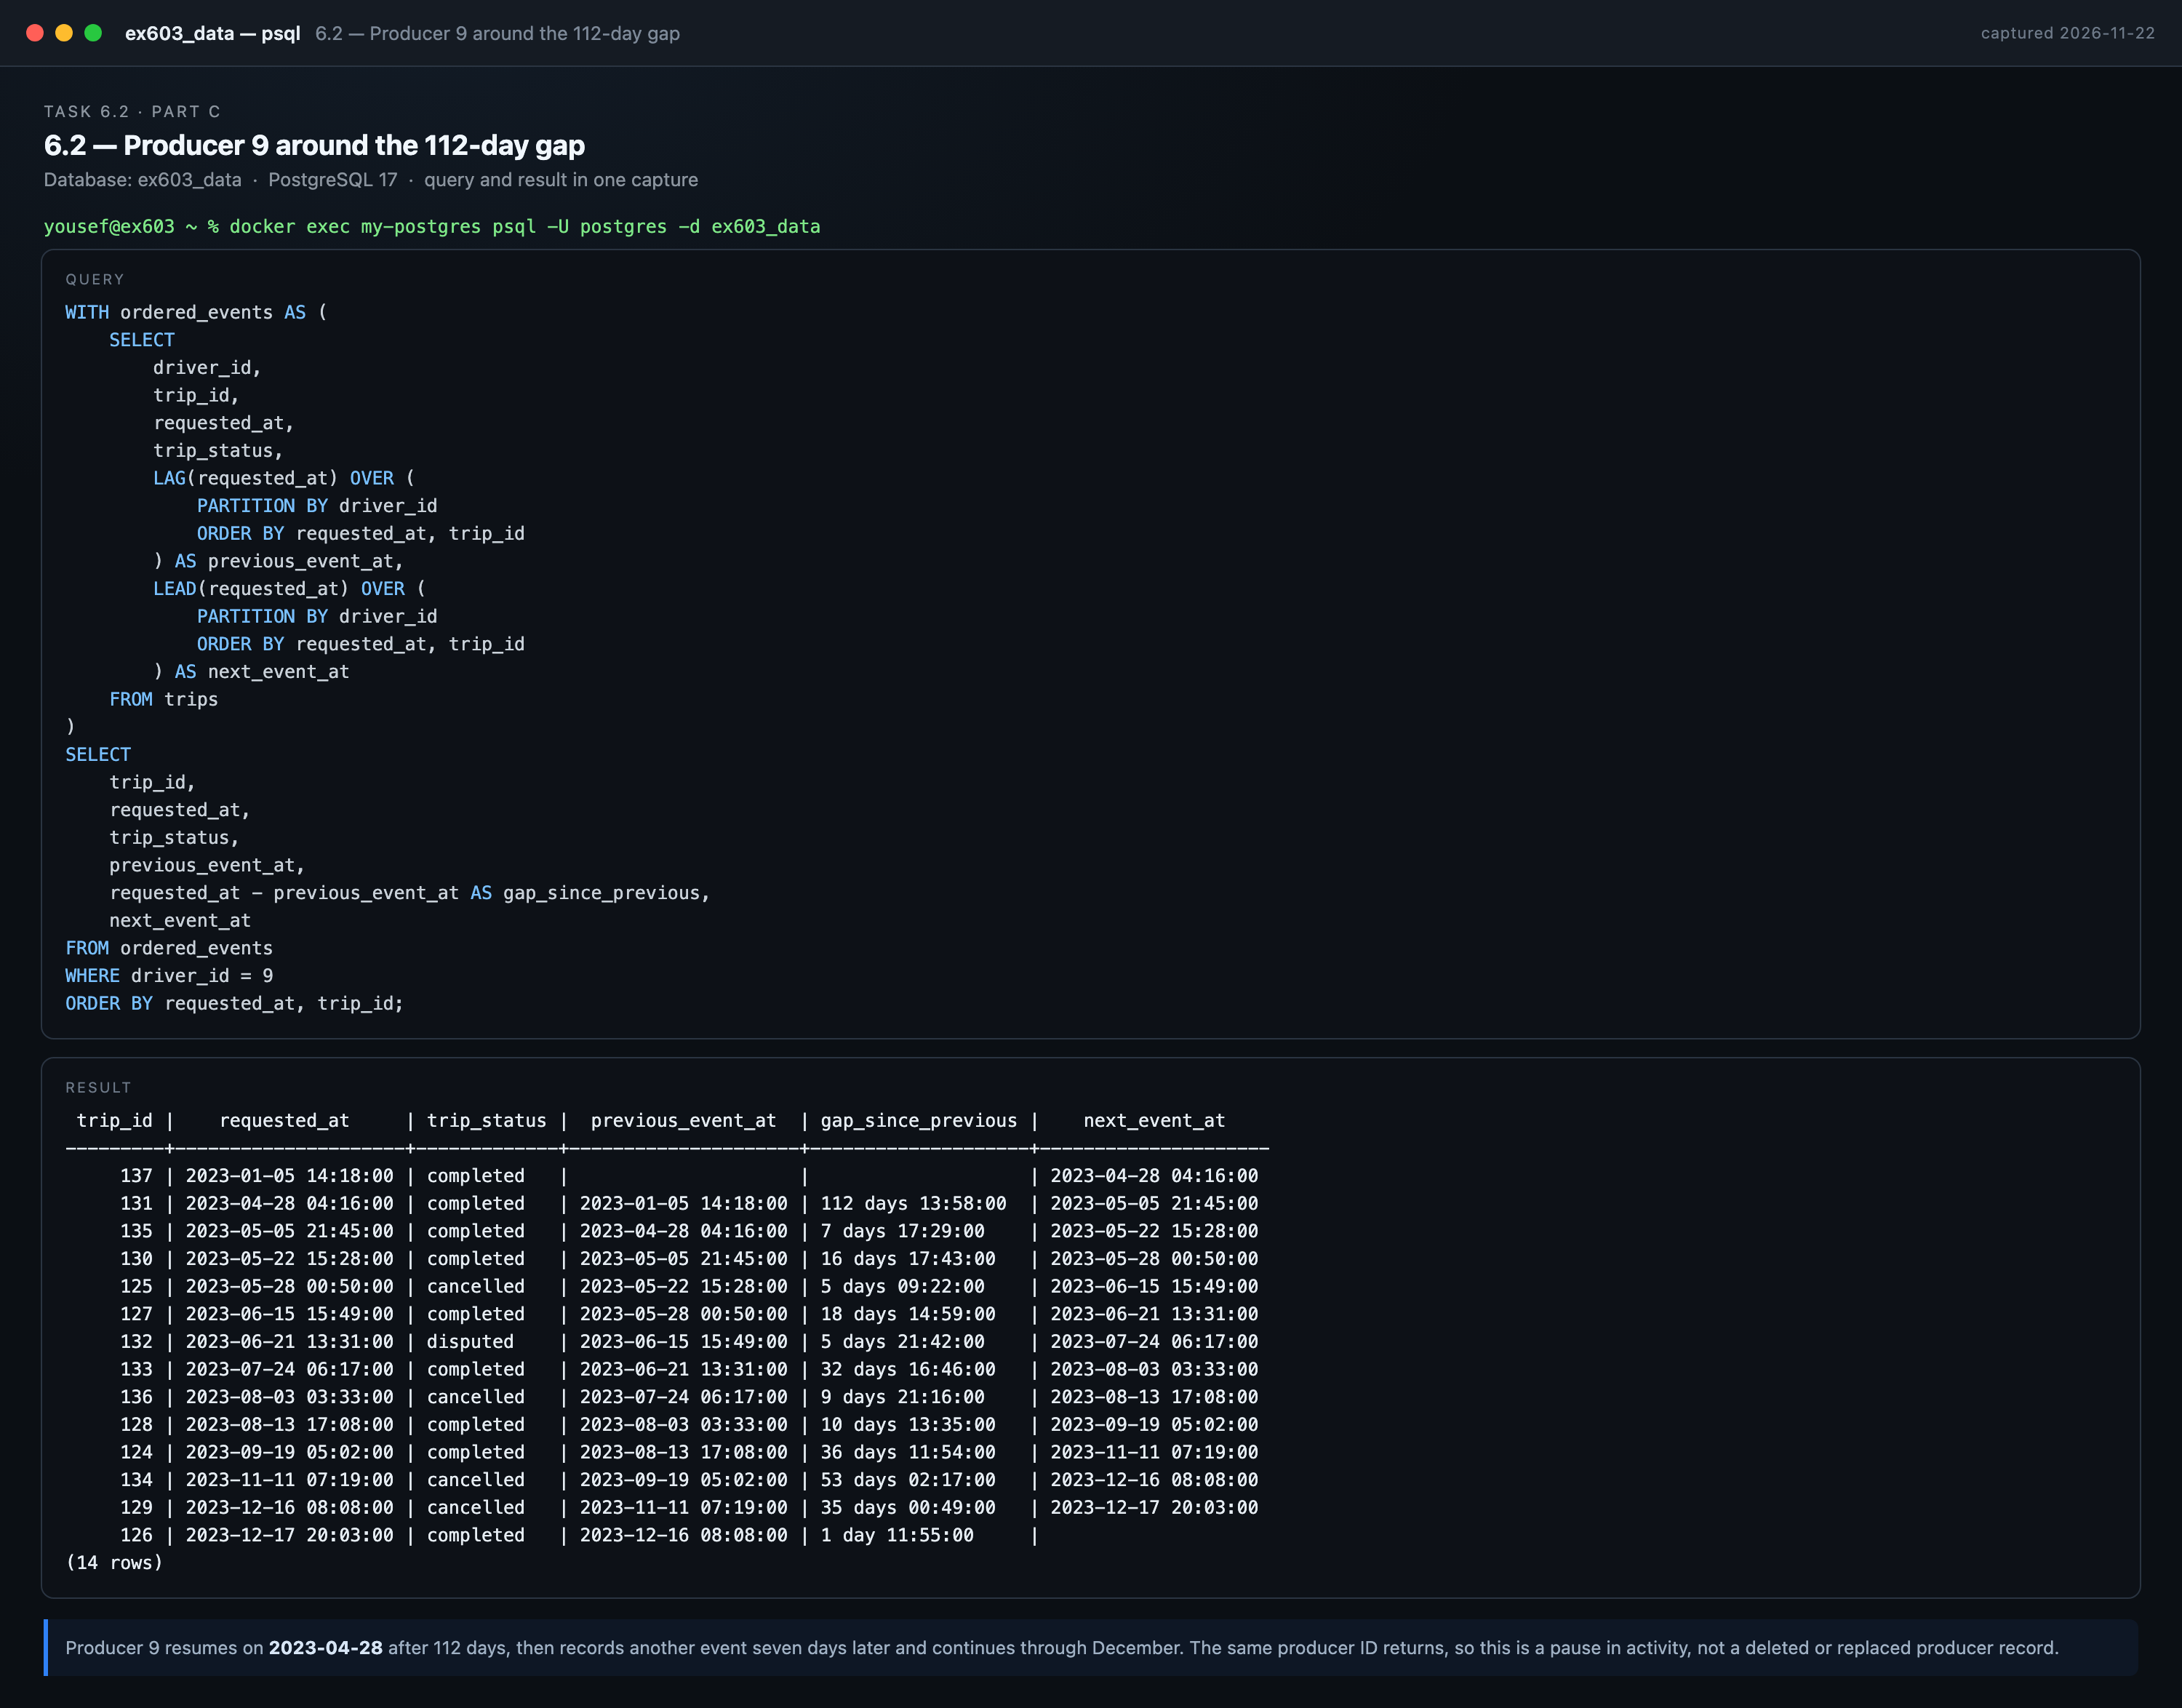 ex603_data — psql 6.2 — Producer 9 around the 112-day gap captured 2026-11-22
TASK 6.2 · PART C
6.2 — Producer 9 around the 112-day gap
Database: ex603_data · PostgreSQL 17 · query and result in one capture
yousef@ex603 ~ % docker exec my-postgres psql -U postgres -d ex603_data
QUERY
WITH ordered_events AS (
    SELECT
        driver_id,
        trip_id,
        requested_at,
        trip_status,
        LAG(requested_at) OVER (
            PARTITION BY driver_id
            ORDER BY requested_at, trip_id
        ) AS previous_event_at,
        LEAD(requested_at) OVER (
            PARTITION BY driver_id
            ORDER BY requested_at, trip_id
        ) AS next_event_at
    FROM trips
)
SELECT
    trip_id,
    requested_at,
    trip_status,
    previous_event_at,
    requested_at - previous_event_at AS gap_since_previous,
    next_event_at
FROM ordered_events
WHERE driver_id = 9
ORDER BY requested_at, trip_id;
RESULT
 trip_id |    requested_at     | trip_status |  previous_event_at  | gap_since_previous |    next_event_at
---------+---------------------+-------------+---------------------+--------------------+---------------------
     137 | 2023-01-05 14:18:00 | completed   |                     |                    | 2023-04-28 04:16:00
     131 | 2023-04-28 04:16:00 | completed   | 2023-01-05 14:18:00 | 112 days 13:58:00  | 2023-05-05 21:45:00
     135 | 2023-05-05 21:45:00 | completed   | 2023-04-28 04:16:00 | 7 days 17:29:00    | 2023-05-22 15:28:00
     130 | 2023-05-22 15:28:00 | completed   | 2023-05-05 21:45:00 | 16 days 17:43:00   | 2023-05-28 00:50:00
     125 | 2023-05-28 00:50:00 | cancelled   | 2023-05-22 15:28:00 | 5 days 09:22:00    | 2023-06-15 15:49:00
     127 | 2023-06-15 15:49:00 | completed   | 2023-05-28 00:50:00 | 18 days 14:59:00   | 2023-06-21 13:31:00
     132 | 2023-06-21 13:31:00 | disputed    | 2023-06-15 15:49:00 | 5 days 21:42:00    | 2023-07-24 06:17:00
     133 | 2023-07-24 06:17:00 | completed   | 2023-06-21 13:31:00 | 32 days 16:46:00   | 2023-08-03 03:33:00
     136 | 2023-08-03 03:33:00 | cancelled   | 2023-07-24 06:17:00 | 9 days 21:16:00    | 2023-08-13 17:08:00
     128 | 2023-08-13 17:08:00 | completed   | 2023-08-03 03:33:00 | 10 days 13:35:00   | 2023-09-19 05:02:00
     124 | 2023-09-19 05:02:00 | completed   | 2023-08-13 17:08:00 | 36 days 11:54:00   | 2023-11-11 07:19:00
     134 | 2023-11-11 07:19:00 | cancelled   | 2023-09-19 05:02:00 | 53 days 02:17:00   | 2023-12-16 08:08:00
     129 | 2023-12-16 08:08:00 | cancelled   | 2023-11-11 07:19:00 | 35 days 00:49:00   | 2023-12-17 20:03:00
     126 | 2023-12-17 20:03:00 | completed   | 2023-12-16 08:08:00 | 1 day 11:55:00     |
(14 rows)
Producer 9 resumes on 2023-04-28 after 112 days, then records another event seven days later and continues through December. The same producer ID returns, so this is a pause in activity, not a deleted or replaced producer record.